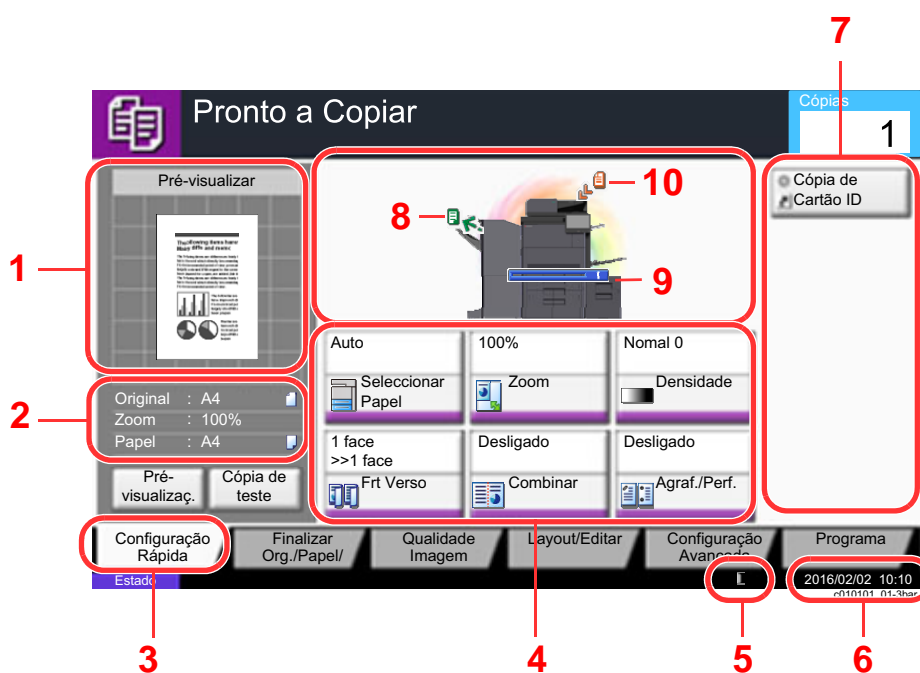 7
Pronto a Copiar
Cópias
1
Pré-visualizar
10
Cópia de
Cartão ID
8
1
9
Auto
100%
Nomal 0
Seleccionar
Papel
Zoom
Densidade
Original : A4
2
Zoom : 100%
Papel : A4
1 face
>>1 face
Desligado
Desligado
Frt Verso
Combinar
Agraf./Perf.
Pré-
visualizaç.
Cópia de
teste
Configuração
Rápida
Finalizar
Org./Papel/
Qualidade
Imagem
Layout/Editar
Configuração
Avançada
Programa
Estado
2016/02/02 10:10
c010101_01-3bar
3
4
5
6